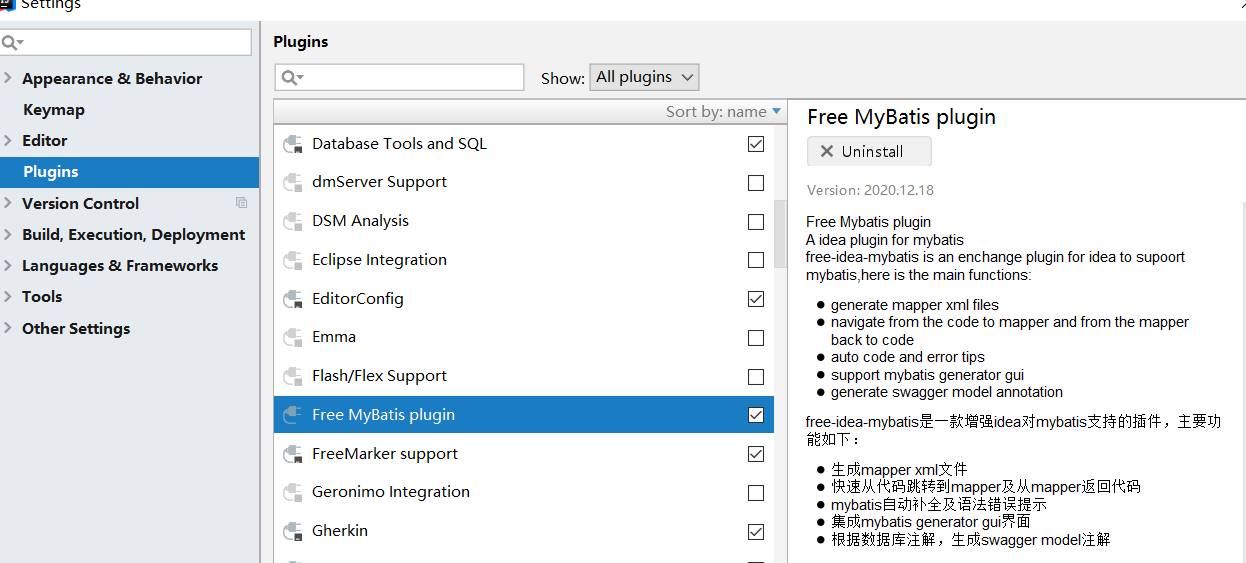 Settings
Appearance & Behavior
Keymap
Editor
Plugins
Version Control
Build, Execution, Deployment
Languages & Frameworks
Tools
Other Settings
Plugins
Show: All plugins
Sort by: name
Database Tools and SQL
dmServer Support
DSM Analysis
Eclipse Integration
EditorConfig
Emma
Flash/Flex Support
Free MyBatis plugin
FreeMarker support
Geronimo Integration
Gherkin
Free MyBatis plugin
Uninstall
Version: 2020.12.18
Free Mybatis plugin
A idea plugin for mybatis
free-idea-mybatis is an enchange plugin for idea to supoort
mybatis,here is the main functions:
● generate mapper xml files
● navigate from the code to mapper and from the mapper
back to code
● auto code and error tips
● support mybatis generator gui
● generate swagger model annotation
free-idea-mybatis是一款增强idea对mybatis支持的插件，主要功
能如下：
● 生成mapper xml文件
● 快速从代码跳转到mapper及从mapper返回代码
● mybatis自动补全及语法错误提示
● 集成mybatis generator gui界面
● 根据数据库注解，生成swagger model注解